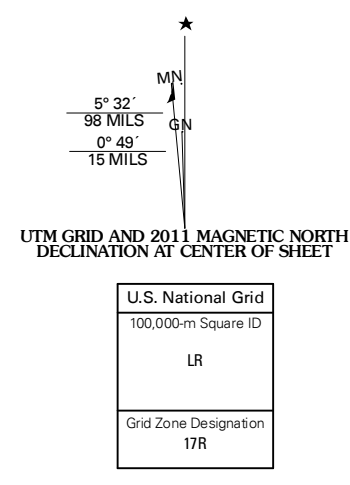 MN
5° 32´
98 MILS
GN
0° 49´
15 MILS
UTM GRID AND 2011 MAGNETIC NORTH
DECLINATION AT CENTER OF SHEET
U.S. National Grid
100,000-m Square ID
LR
Grid Zone Designation
17R